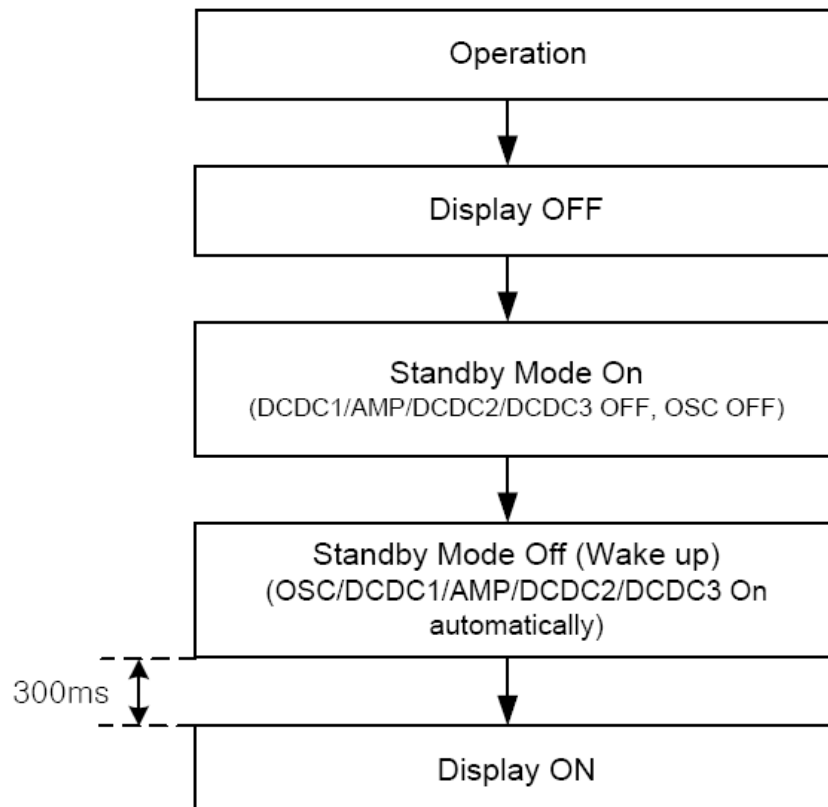 Operation
Display OFF
Standby Mode On
(DCDC1/AMP/DCDC2/DCDC3 OFF, OSC OFF)
Standby Mode Off (Wake up)
(OSC/DCDC1/AMP/DCDC2/DCDC3 On
automatically)
300ms
Display ON